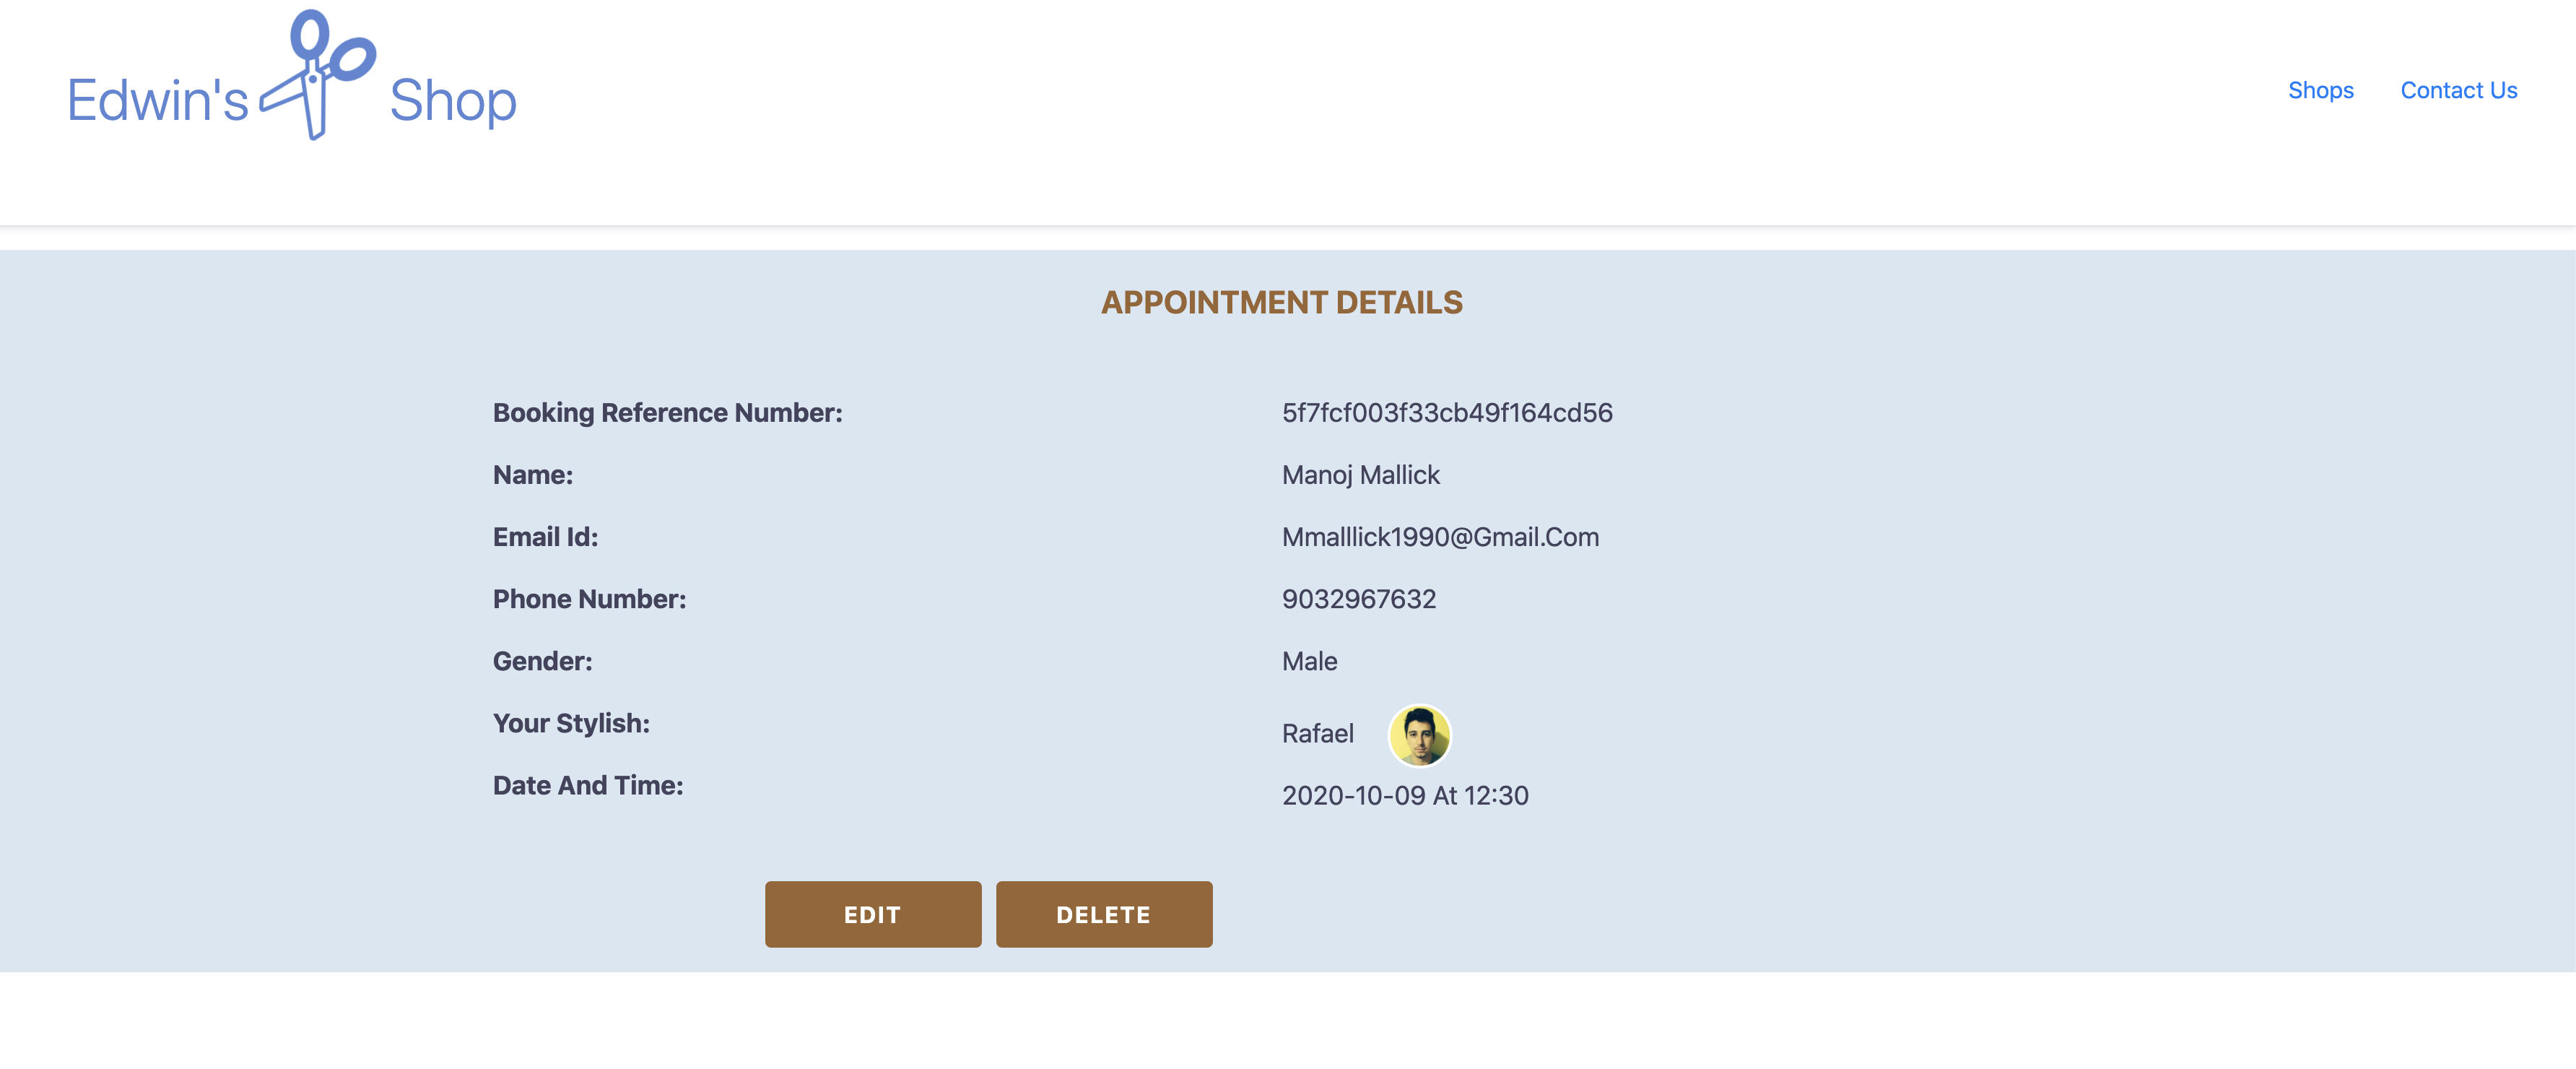 Edwin's Shop
Shops Contact Us
APPOINTMENT DETAILS
Booking Reference Number: 5f7fcf003f33cb49f164cd56
Name: Manoj Mallick
Email Id: Mmalllick1990@Gmail.Com
Phone Number: 9032967632
Gender: Male
Your Stylish: Rafael
Date And Time: 2020-10-09 At 12:30
EDIT DELETE